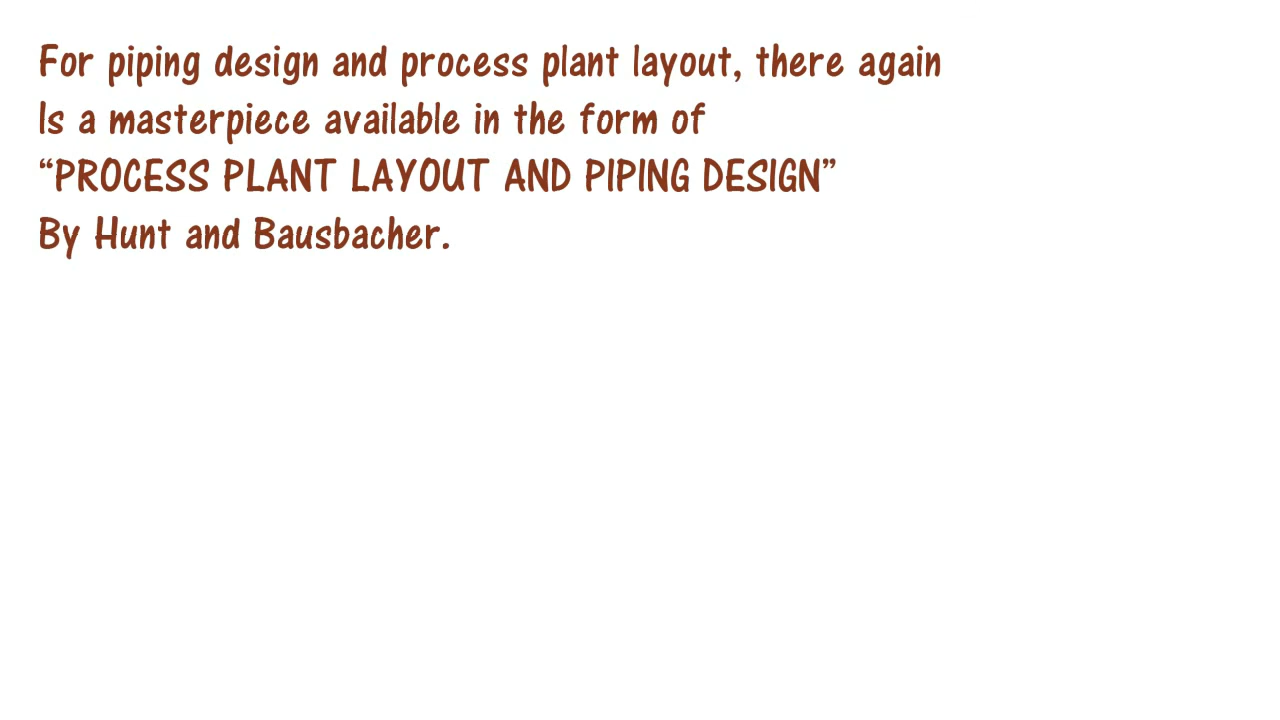 For piping design and process plant layout, there again
Is a masterpiece available in the form of
“PROCESS PLANT LAYOUT AND PIPING DESIGN”
By Hunt and Bausbacher.